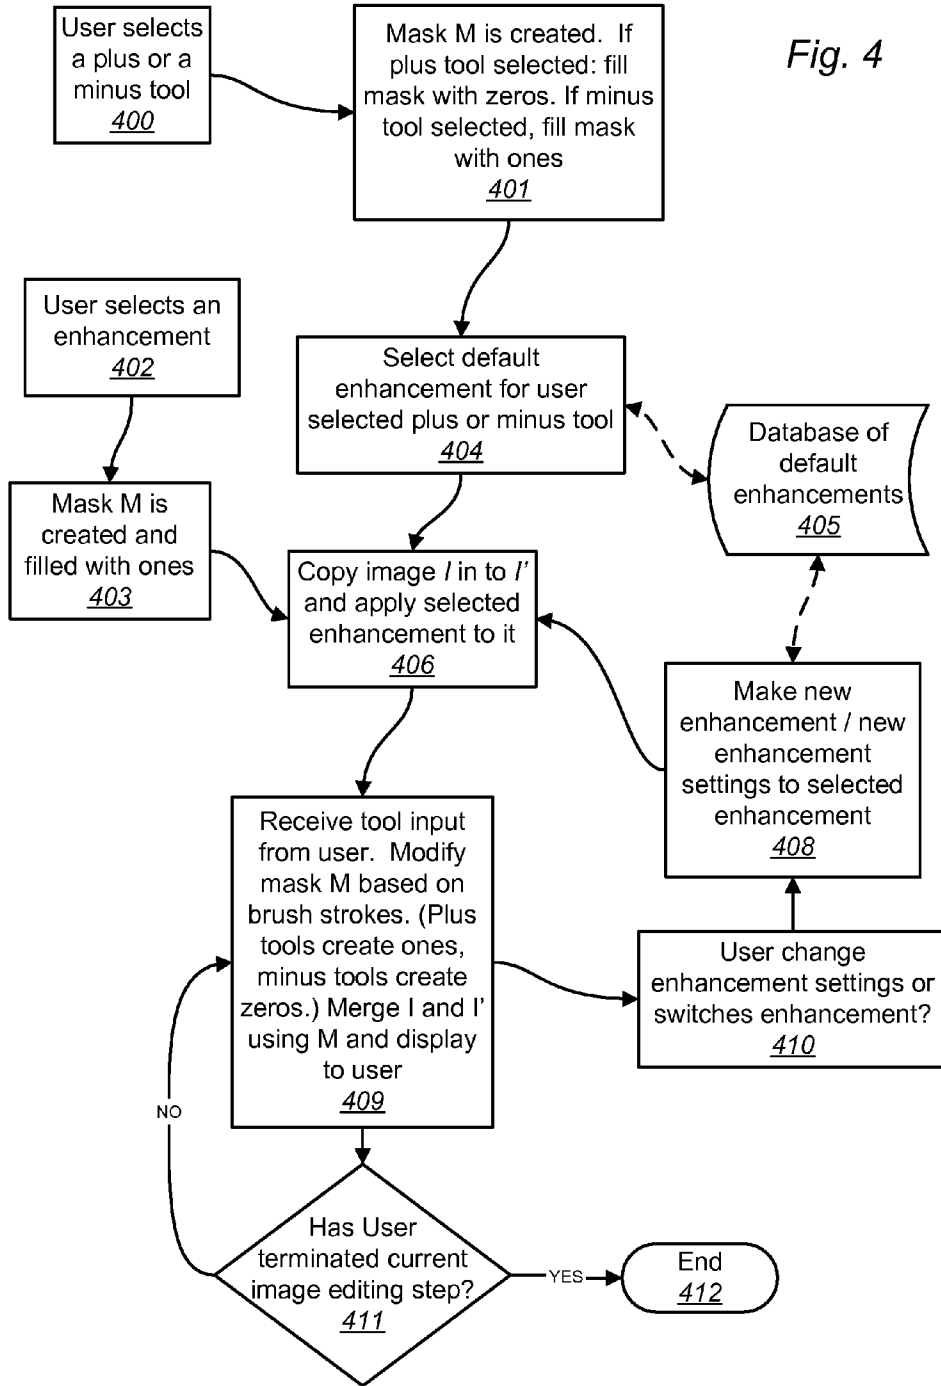 User selects
a plus or a
minus tool
400
Mask M is created.  If
plus tool selected: fill
mask with zeros. If minus
tool selected, fill mask
with ones
401
Fig. 4
User selects an
enhancement
402
Select default
enhancement for user
selected plus or minus tool
404
Database of
default
enhancements
405
Mask M is
created and
filled with ones
403
Copy image I in to I’
and apply selected
enhancement to it
406
Make new
enhancement / new
enhancement
settings to selected
enhancement
408
Receive tool input
from user.  Modify
mask M based on
brush strokes. (Plus
tools create ones,
minus tools create
zeros.) Merge I and I’
using M and display
to user
409
User change
enhancement settings or
switches enhancement?
410
NO
Has User
terminated current
image editing step?
411
YES
End
412